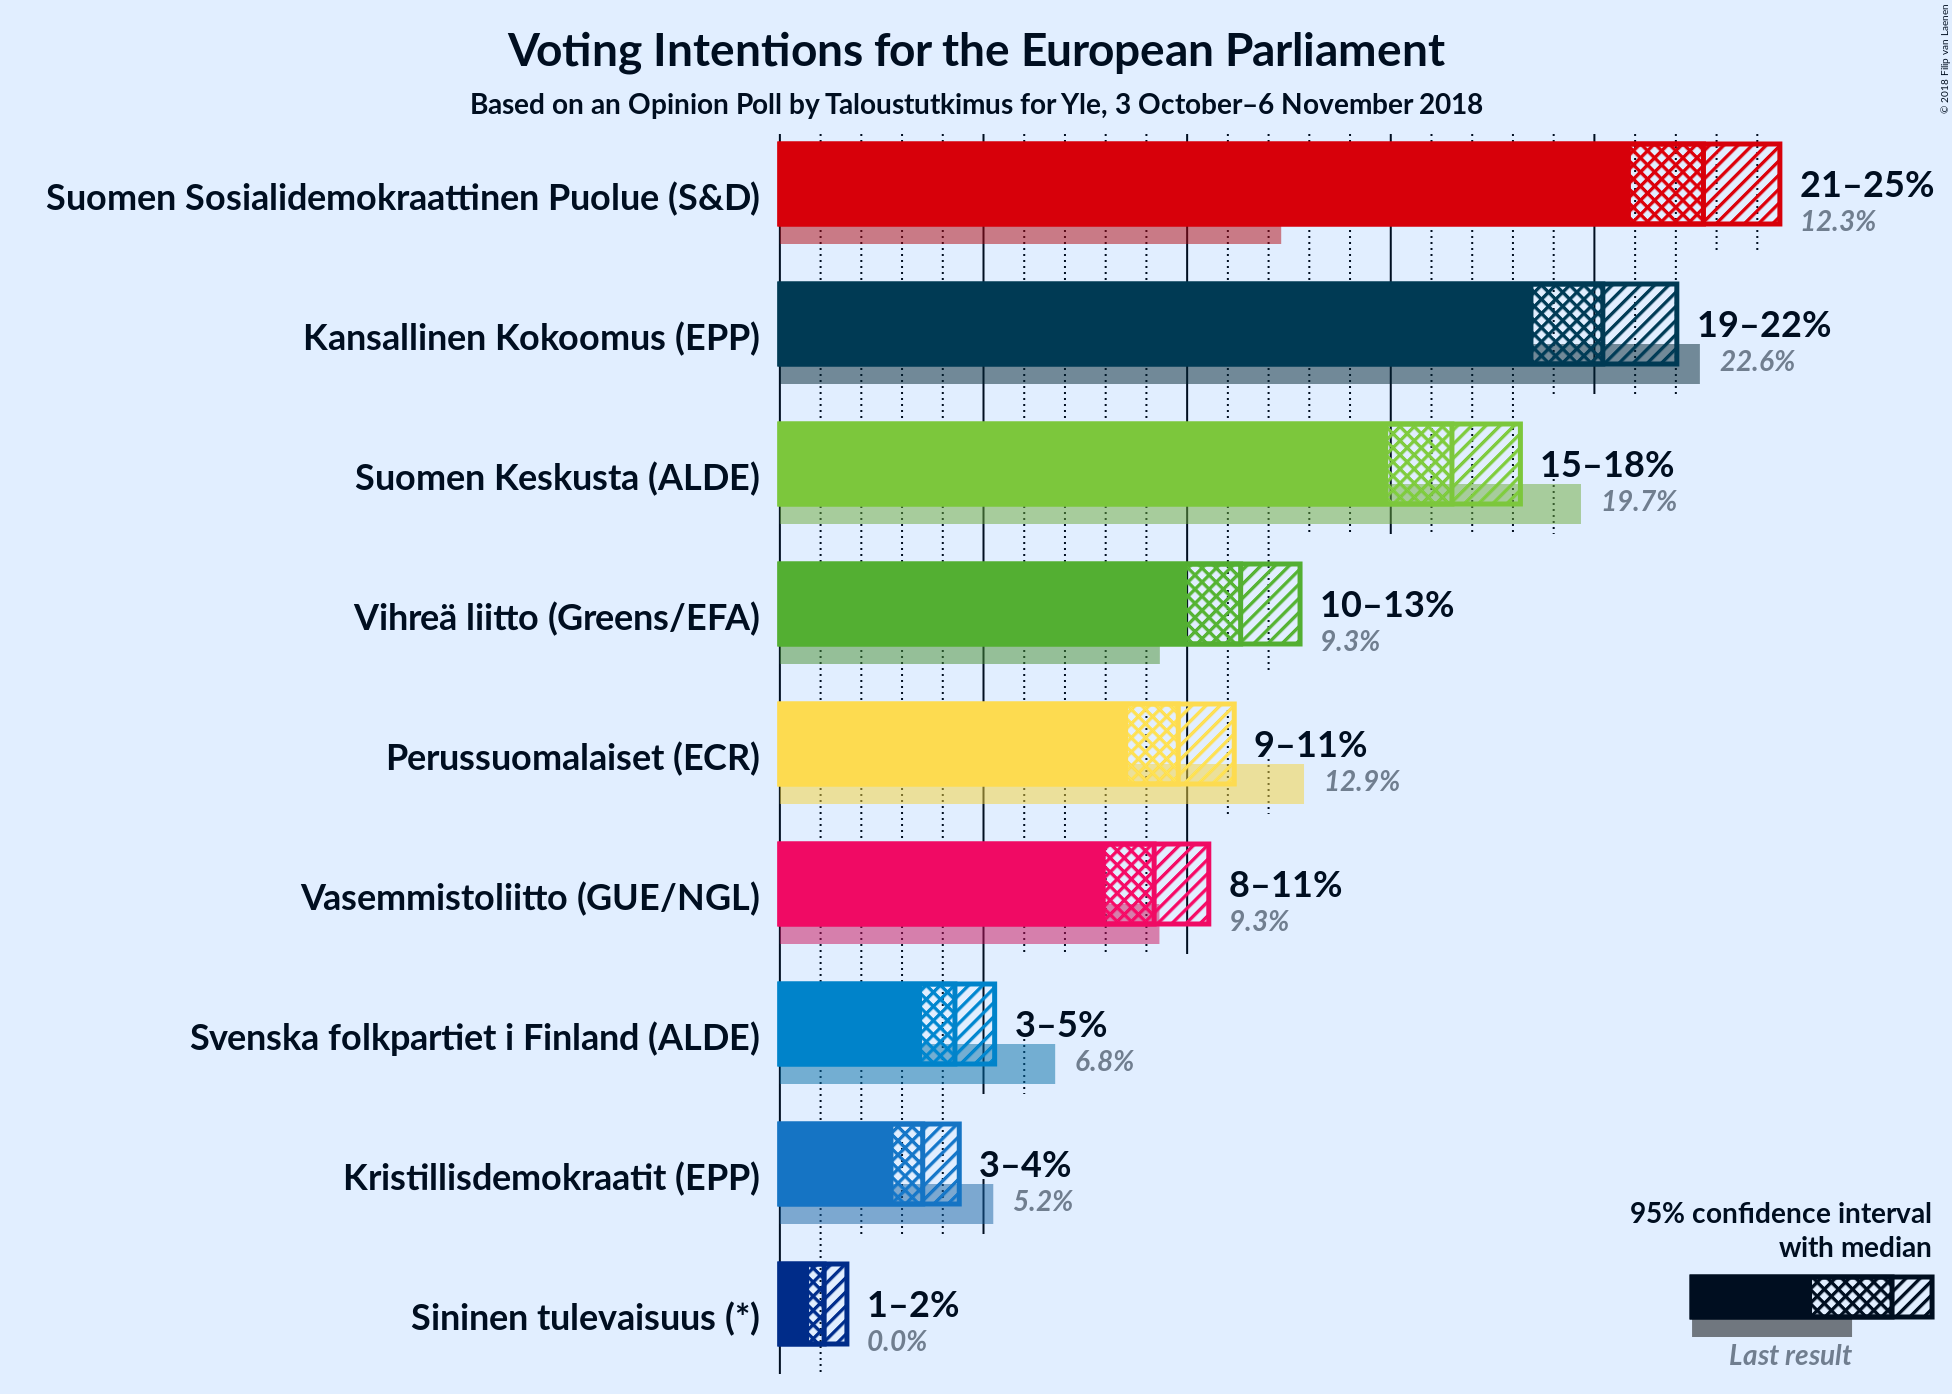 Voting Intentions for the European Parliament
Based on an Opinion Poll by Taloustutkimus for Yle, 3 October–6 November 2018
© 2018 Filip van Laenen
Suomen Sosialidemokraattinen Puolue (S&D)
21–25%
12.3%
Kansallinen Kokoomus (EPP)
19–22%
22.6%
Suomen Keskusta (ALDE)
15–18%
19.7%
Vihreä liitto (Greens/EFA)
10–13%
9.3%
Perussuomalaiset (ECR)
9–11%
12.9%
Vasemmistoliitto (GUE/NGL)
8–11%
9.3%
Svenska folkpartiet i Finland (ALDE)
3–5%
6.8%
Kristillisdemokraatit (EPP)
3–4%
5.2%
Sininen tulevaisuus (*)
1–2%
0.0%
95% confidence interval
with median
Last result